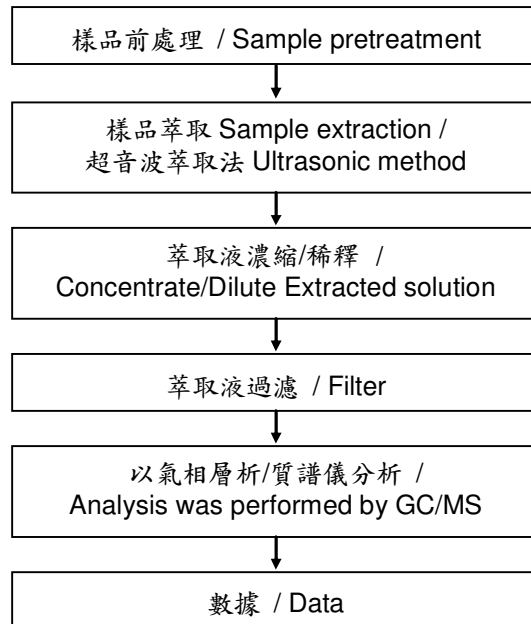 樣品前處理 / Sample pretreatment
樣品萃取 Sample extraction /
超音波萃取法 Ultrasonic method
萃取液濃縮/稀釋 /
Concentrate/Dilute Extracted solution
萃取液過濾 / Filter
以氣相層析/質譜儀分析 /
Analysis was performed by GC/MS
數據 / Data